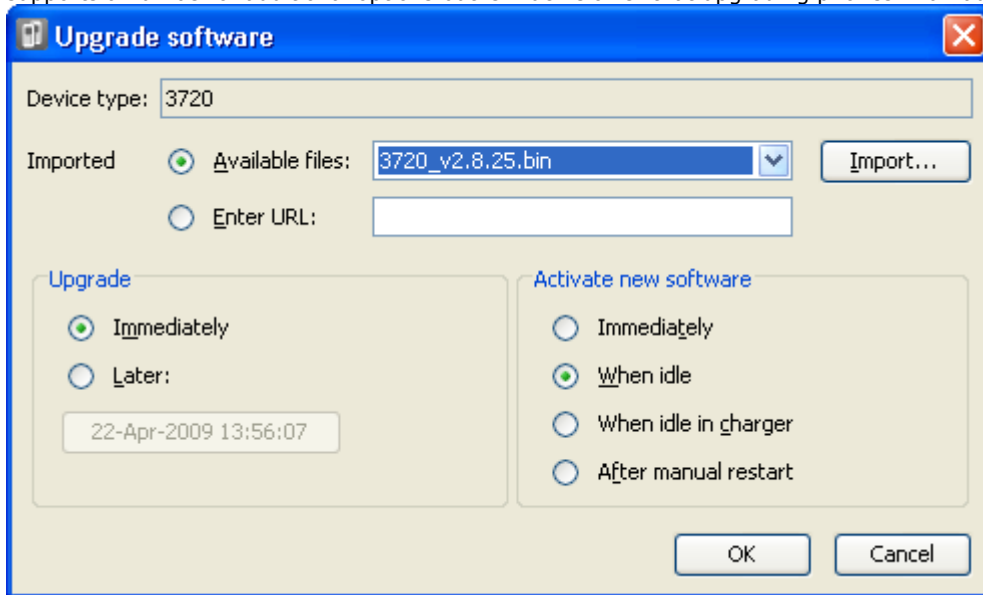 Upgrade software
Device type: 3720
Imported Available files: 3720_v2.8.25.bin Import...
Enter URL:
Upgrade
Immediately
Later:
22-Apr-2009 13:56:07
Activate new software
Immediately
When idle
When idle in charger
After manual restart
OK Cancel